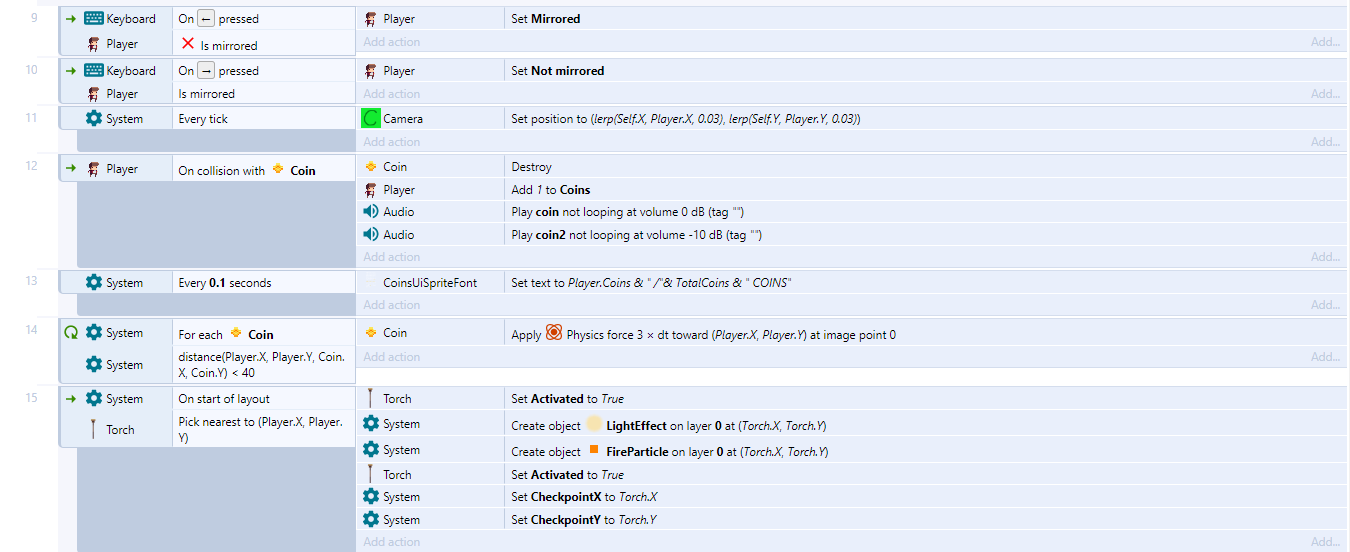 9 Keyboard On ← pressed Player Set Mirrored
Player Is mirrored Add action Add...
10 Keyboard On → pressed Player Set Not mirrored
Player Is mirrored Add action Add...
11 System Every tick Camera Set position to (lerp(Self.X, Player.X, 0.03), lerp(Self.Y, Player.Y, 0.03))
Add action Add...
12 Player On collision with Coin Coin Destroy
Player Add 1 to Coins
Audio Play coin not looping at volume 0 dB (tag "")
Audio Play coin2 not looping at volume -10 dB (tag "")
Add action Add...
13 System Every 0.1 seconds CoinsUiSpriteFont Set text to Player.Coins & " /"& TotalCoins & " COINS"
Add action Add...
14 System For each Coin Coin Apply Physics force 3 × dt toward (Player.X, Player.Y) at image point 0
System distance(Player.X, Player.Y, Coin. Add action Add...
X, Coin.Y) < 40
15 System On start of layout Torch Set Activated to True
Torch Pick nearest to (Player.X, Player. System Create object LightEffect on layer 0 at (Torch.X, Torch.Y)
Y)
System Create object FireParticle on layer 0 at (Torch.X, Torch.Y)
Torch Set Activated to True
System Set CheckpointX to Torch.X
System Set CheckpointY to Torch.Y
Add action Add...